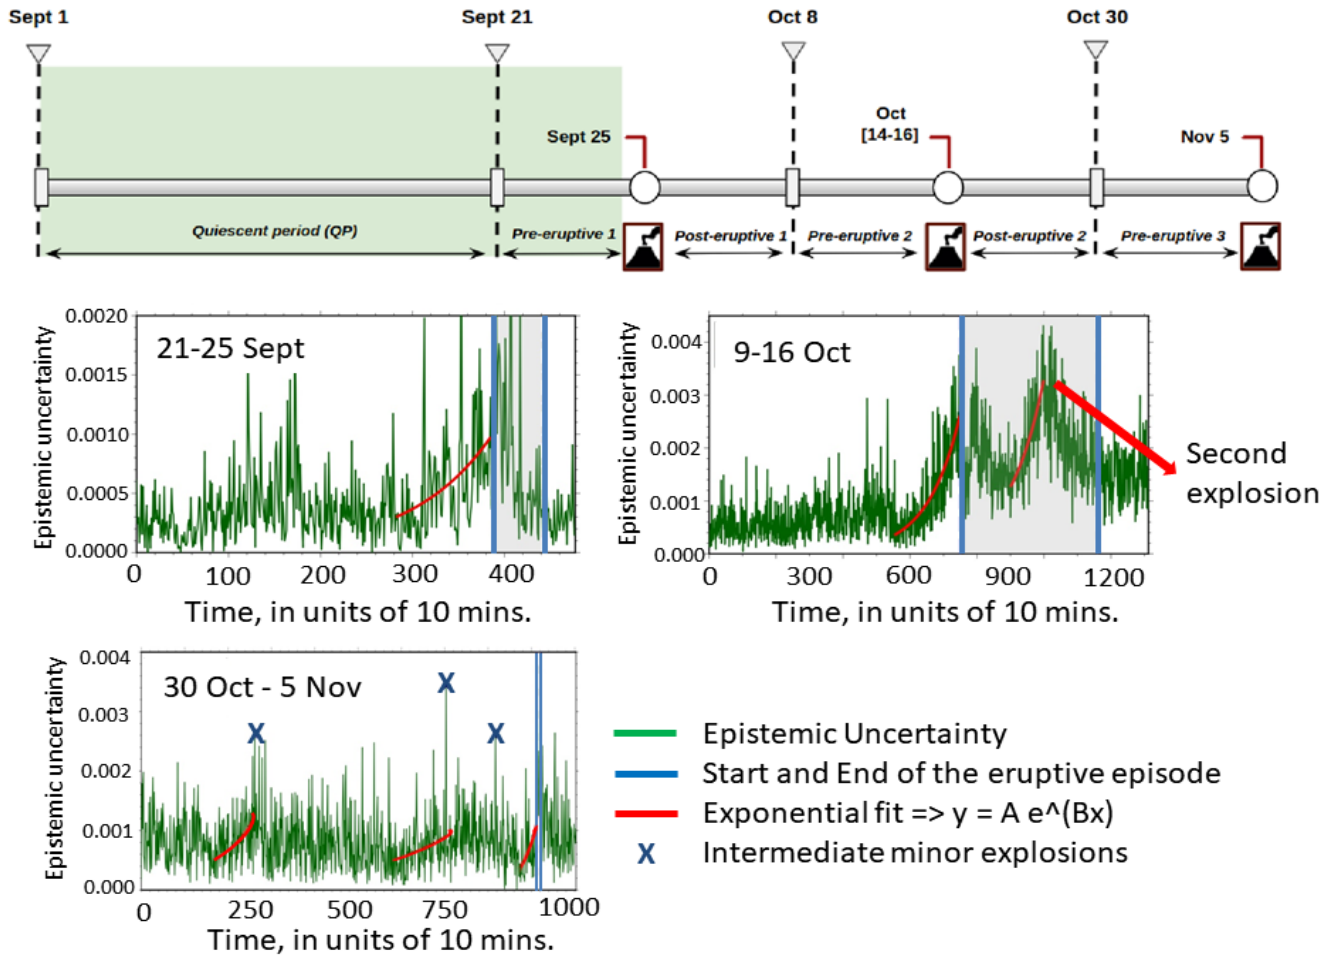 Sept 1
Sept 21
Oct 8
Oct 30
Sept 25
Oct
[14-16]
Nov 5
Quiescent period (QP)
Pre-eruptive 1
Post-eruptive 1
Pre-eruptive 2
Post-eruptive 2
Pre-eruptive 3
Epistemic uncertainty
0.0020
0.0015
0.0010
0.0005
0.0000
21-25 Sept
0
100
200
300
400
Time, in units of 10 mins.
Epistemic uncertainty
0.004
0.003
0.002
0.001
0.000
9-16 Oct
0
300
600
900
1200
Time, in units of 10 mins.
Second
explosion
Epistemic uncertainty
0.004
0.003
0.002
0.001
0.000
30 Oct - 5 Nov
X
X
X
0
250
500
750
1000
Time, in units of 10 mins.
Epistemic Uncertainty
Start and End of the eruptive episode
Exponential fit => y = A e^(Bx)
X Intermediate minor explosions